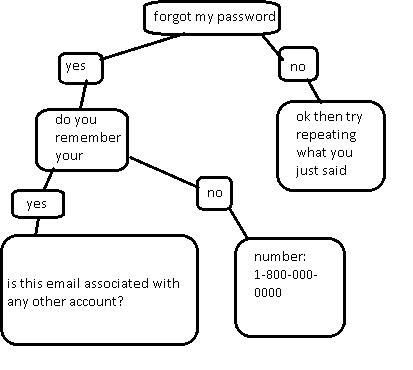 forgot my password
yes
no
do you
remember
your
ok then try
repeating
what you
just said
yes
no
is this email associated with
any other account?
number:
1-800-000-
0000